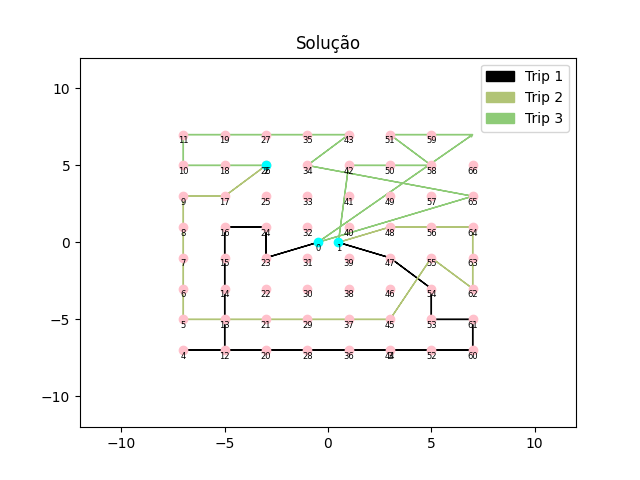 Solução
10
5
0
−5
−10
Trip 1
Trip 2
Trip 3
11 19 27 35 43 51 59
10 18 26 34 42 50 58 66
9 17 25 33 41 49 57 65
8 16 24 32 40 48 56 64
0 1
7 15 23 31 39 47 55 63
6 14 22 30 38 46 54 62
5 13 21 29 37 45 53 61
4 12 20 28 36 44 52 60
−10 −5 0 5 10